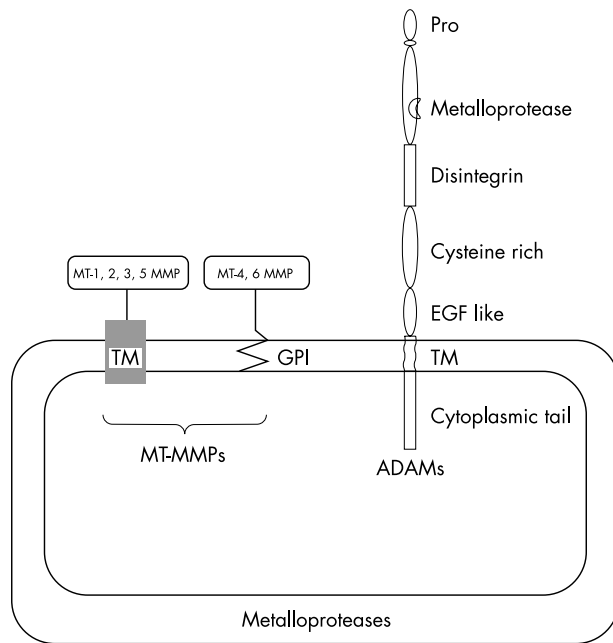 Pro
Metalloprotease
Disintegrin
Cysteine rich
MT-1, 2, 3, 5 MMP
MT-4, 6 MMP
EGF like
TM
GPI
TM
Cytoplasmic tail
MT-MMPs
ADAMs
Metalloproteases